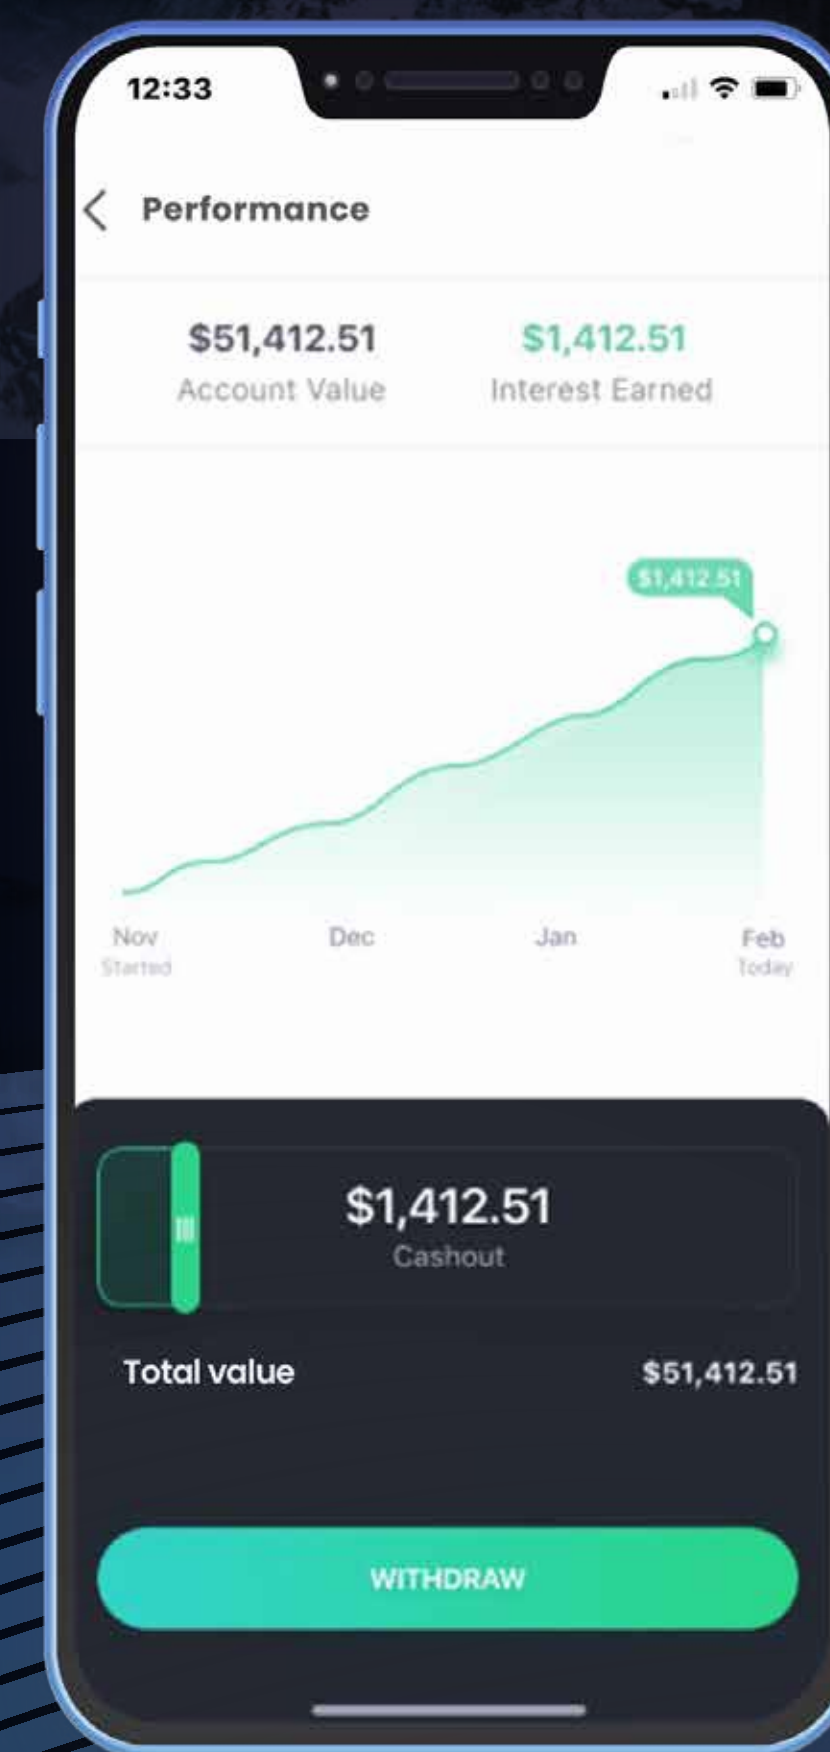 12:33
Performance
$51,412.51 $1,412.51
Account Value Interest Earned
$1,412.51
Nov Dec Jan Feb
Started Today
$1,412.51
Cashout
Total value $51,412.51
WITHDRAW